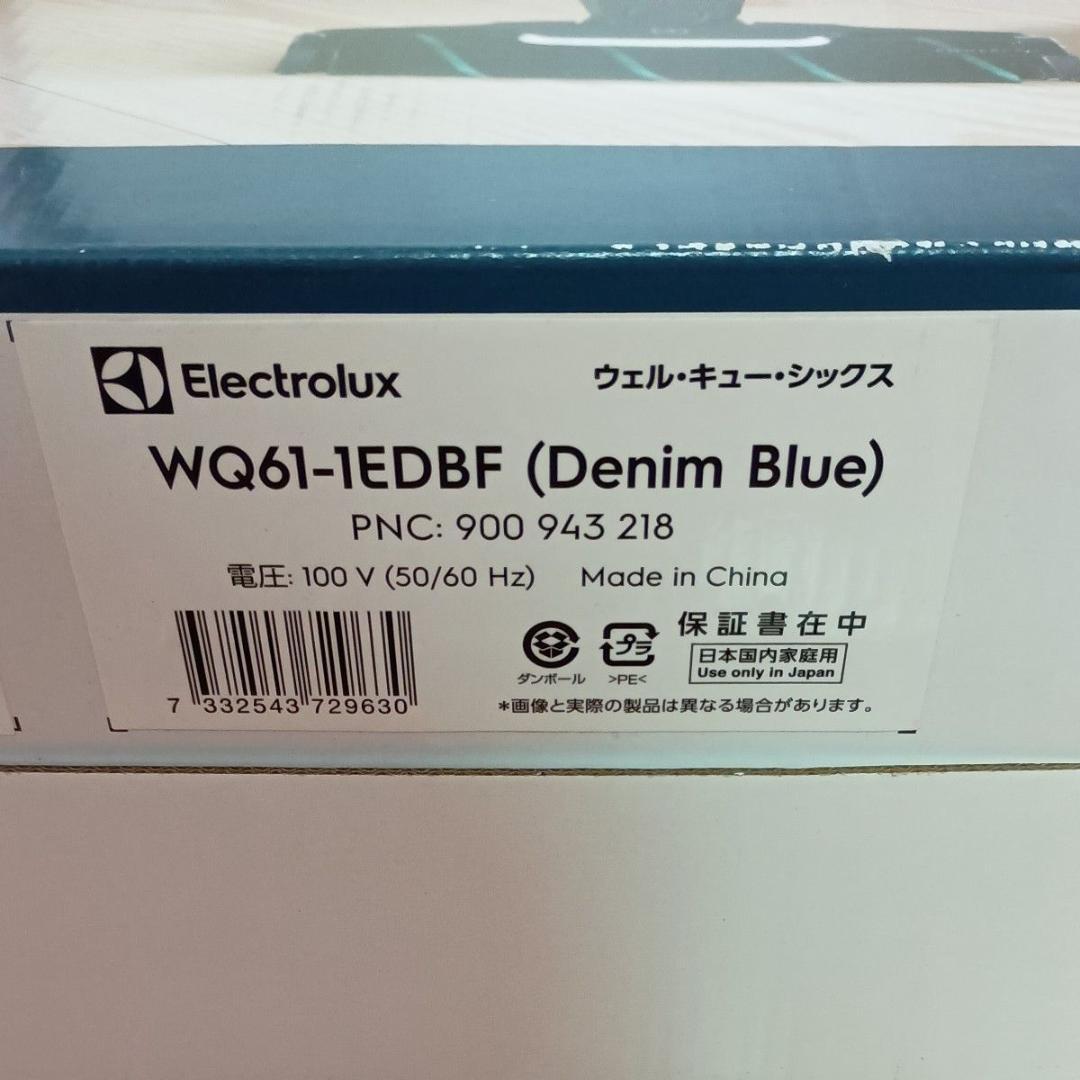 Electrolux
ウェル・キュー・シックス
WQ61-1EDBF (Denim Blue)
PNC: 900 943 218
電圧: 100 V (50/60 Hz) Made in China
保証書在中
プラ
日本国内家庭用
Use only in Japan
ダンボール >PE<
7 332543 729630
*画像と実際の製品は異なる場合があります。